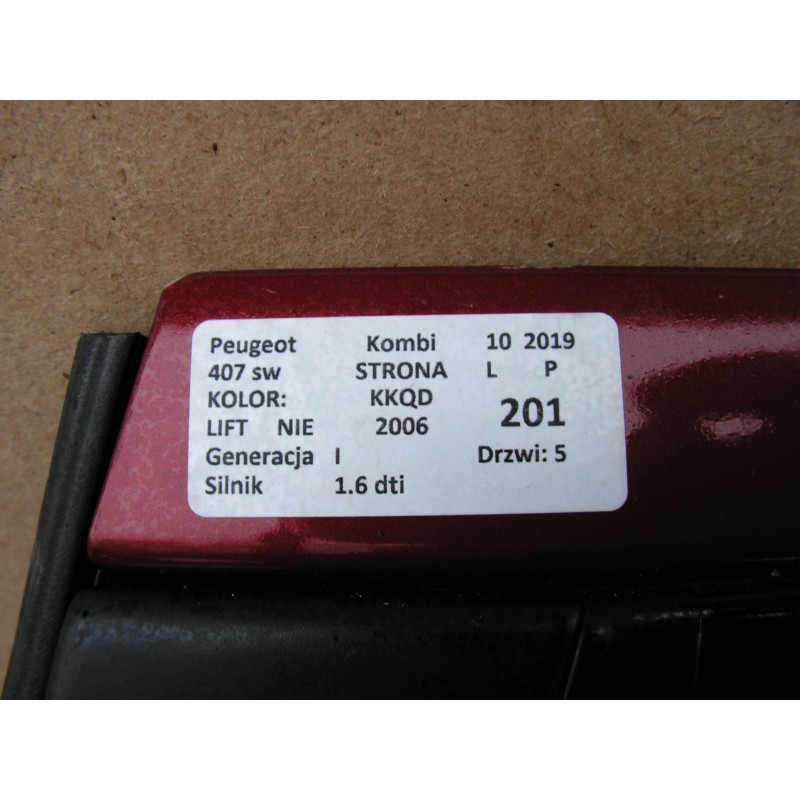 Peugeot Kombi 10 2019
407 sw STRONA L P
KOLOR: KKQD 201
LIFT NIE 2006
Generacja I Drzwi: 5
Silnik 1.6 dti